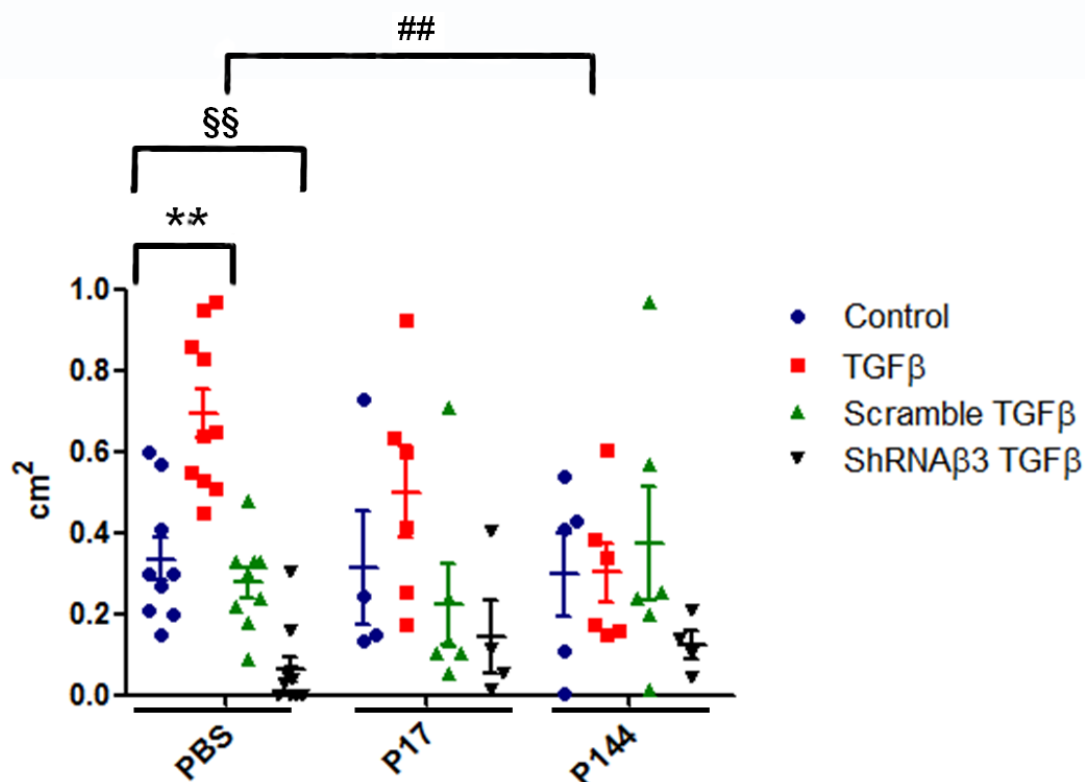 ##
§§
**
1.0
0.8
0.6
0.4
0.2
0.0
cm²
PBS
P17
P144
Control
TGFβ
Scramble TGFβ
ShRNAβ3 TGFβ